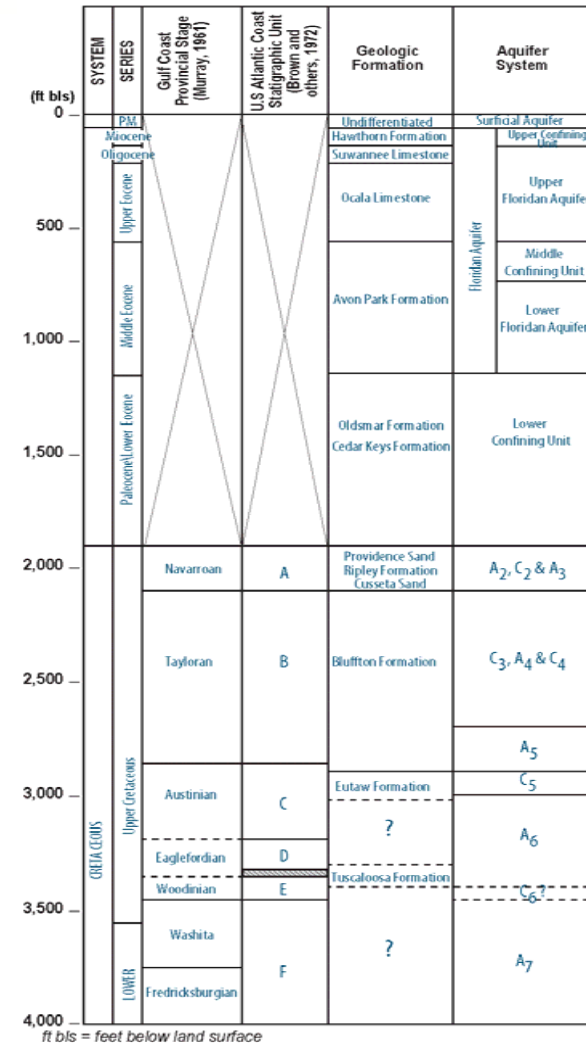 (ft bls)
SYSTEM
SERIES
Gulf Coast
Provincial Stage
(Murray, 1961)
U.S Atlantic Coast
Statigraphic Unit
(Brown and
others, 1972)
Geologic
Formation
Aquifer
System
0
P.M.
Undifferentiated
Surficial Aquifer
Miocene
Hawthorn Formation
Upper Confining
Unit
Oligocene
Suwannee Limestone
Upper Eocene
Ocala Limestone
Floridan Aquifer
Upper
Floridan Aquife
500
Middle Eocene
Avon Park Formation
Middle
Confining Unit
Lower
Floridan Aquifer
1,000
Paleocene\Lower Eocene
Oldsmar Formation
Cedar Keys Formation
Lower
Confining Unit
1,500
2,000
CRETACEOUS
Upper Cretaceous
Navarroan
A
Providence Sand
Ripley Formation
Cusseta Sand
A2, C2 & A3
Tayloran
B
Bluffton Formation
C3, A4 & C4
2,500
A5
3,000
Austinian
C
Eutaw Formation
C5
?
A6
Eaglefordian
D
Tuscaloosa Formation
Woodinian
E
C6?
3,500
LOWER
Washita
F
?
A7
Fredricksburgian
4,000
ft bls = feet below land surface